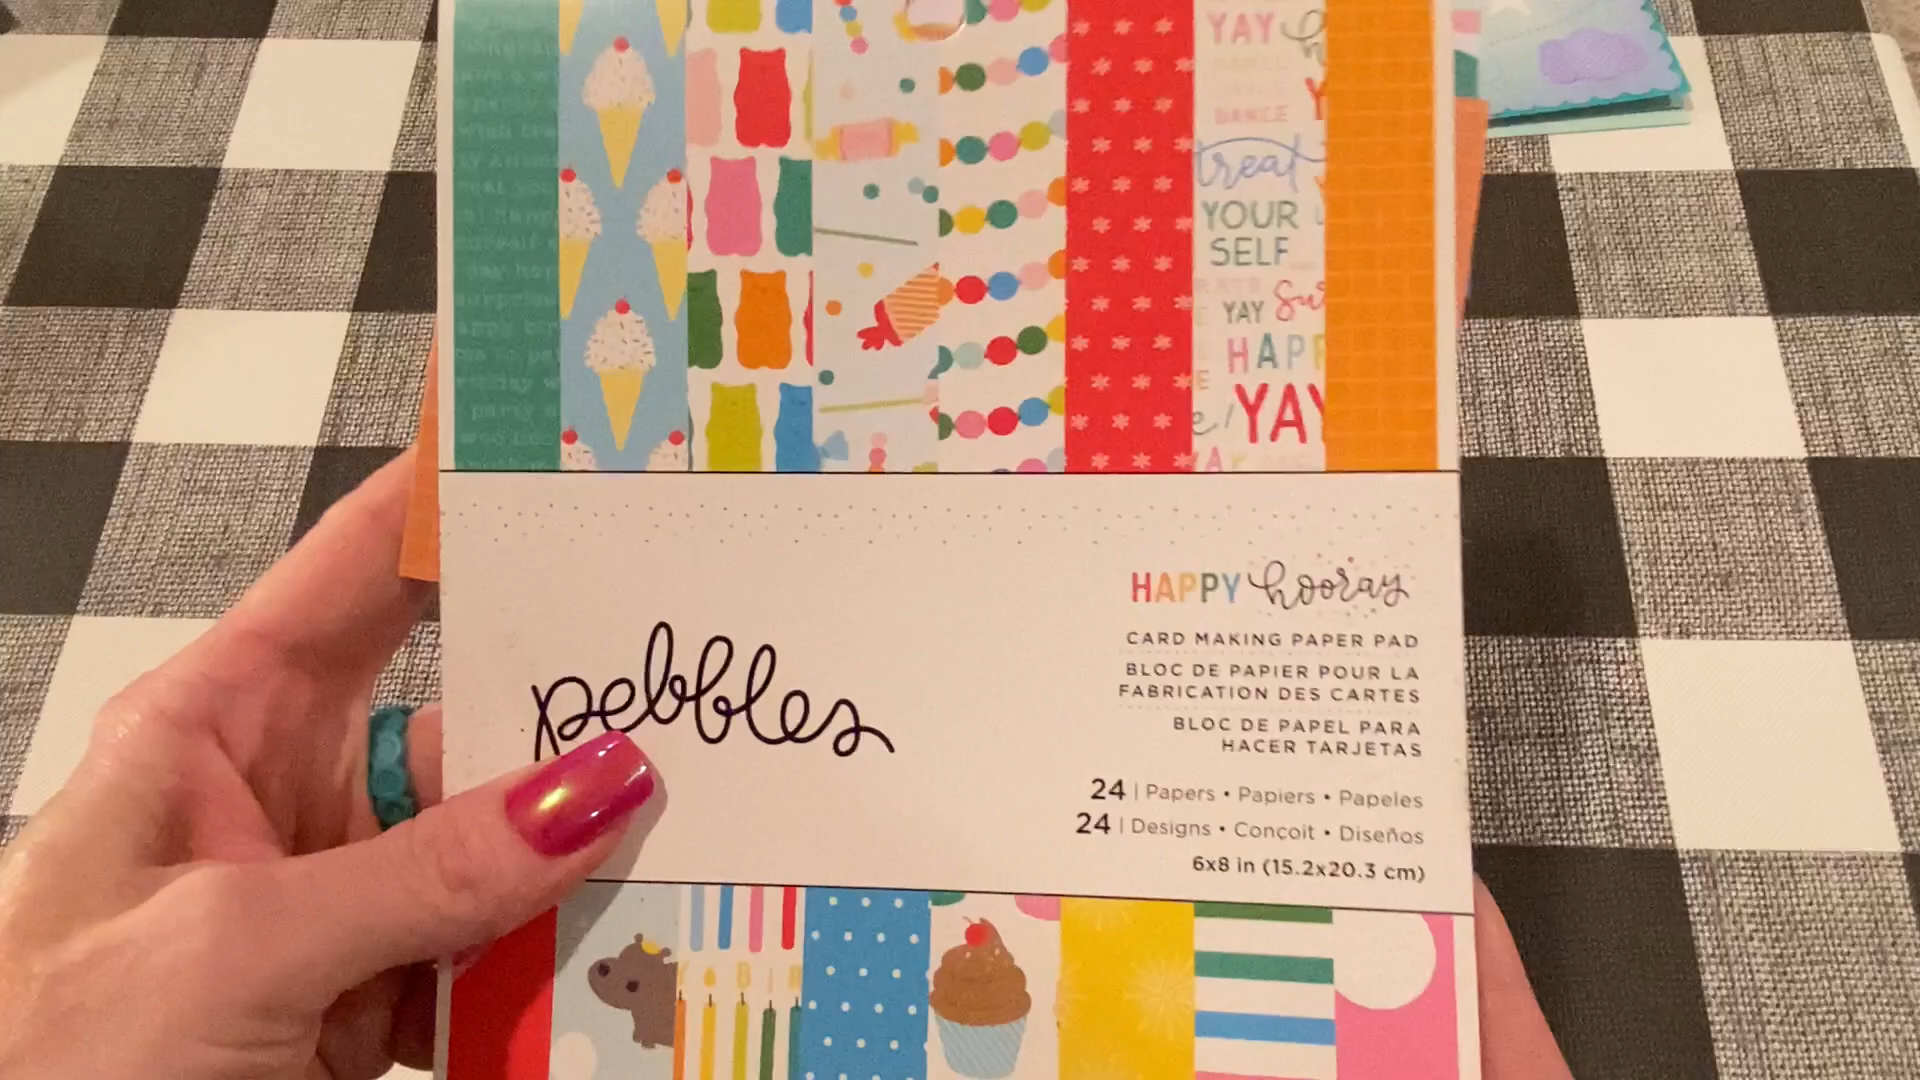 YAY
DANCE
treat
YOUR
SELF
YAY
HAPP
YAY
pebbles
HAPPY hooray
CARD MAKING PAPER PAD
BLOC DE PAPIER POUR LA
FABRICATION DES CARTES
BLOC DE PAPEL PARA
HACER TARJETAS
24 | Papers • Papiers • Papeles
24 | Designs • Conçoit • Diseños
6x8 in (15.2x20.3 cm)